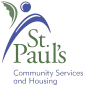 St
Paul's
Community Services
and Housing